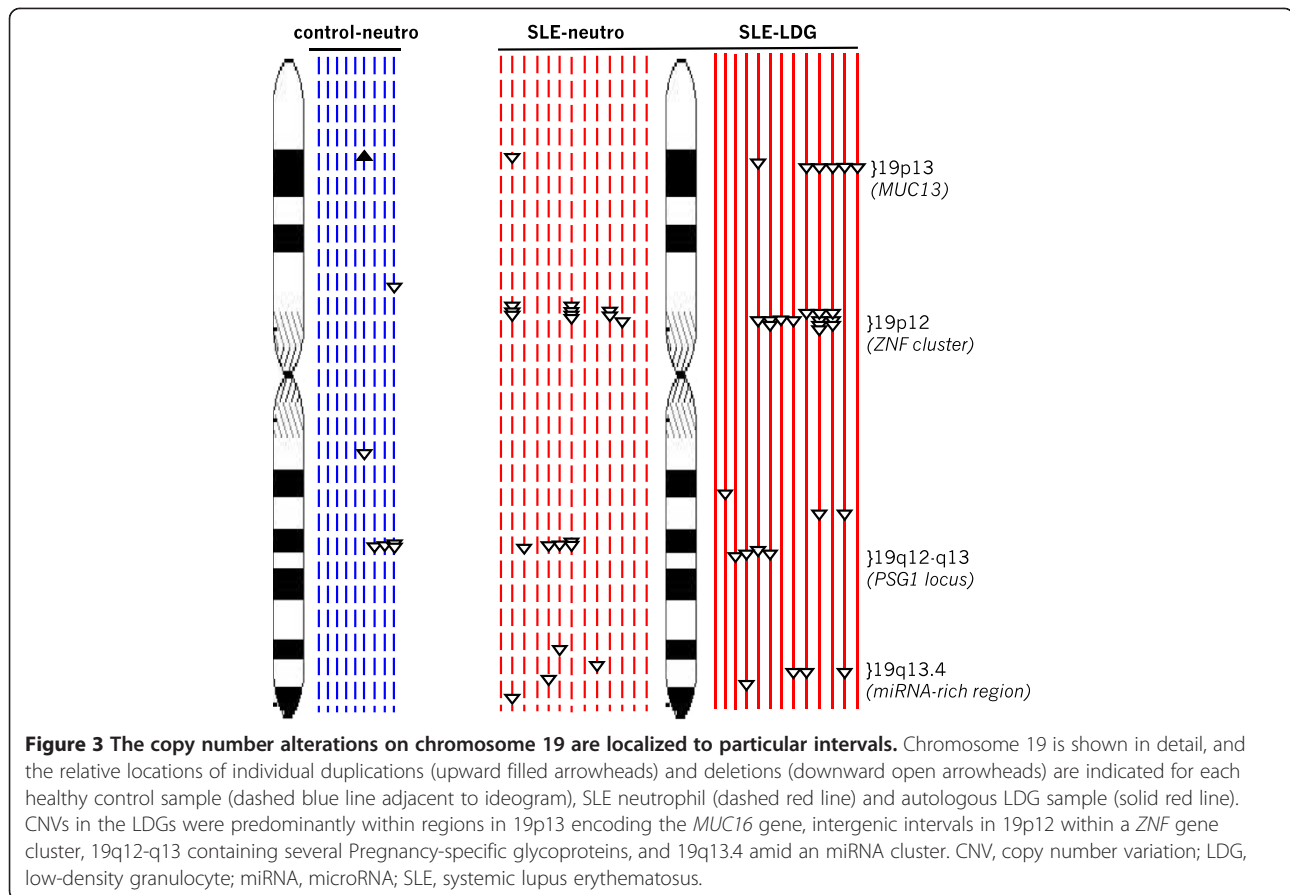 control-neutro
SLE-neutro
SLE-LDG
}19p13
(MUC13)
}19p12
(ZNF cluster)
}19q12-q13
(PSG1 locus)
}19q13.4
(miRNA-rich region)
Figure 3 The copy number alterations on chromosome 19 are localized to particular intervals. Chromosome 19 is shown in detail, and
the relative locations of individual duplications (upward filled arrowheads) and deletions (downward open arrowheads) are indicated for each
healthy control sample (dashed blue line adjacent to ideogram), SLE neutrophil (dashed red line) and autologous LDG sample (solid red line).
CNVs in the LDGs were predominantly within regions in 19p13 encoding the MUC16 gene, intergenic intervals in 19p12 within a ZNF gene
cluster, 19q12-q13 containing several Pregnancy-specific glycoproteins, and 19q13.4 amid an miRNA cluster. CNV, copy number variation; LDG,
low-density granulocyte; miRNA, microRNA; SLE, systemic lupus erythematosus.